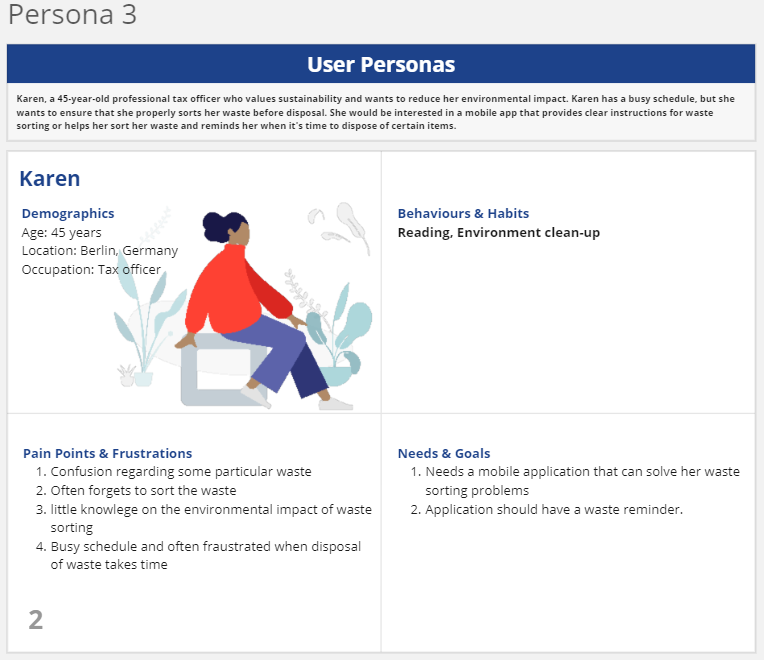 Persona 3
User Personas
Karen, a 45-year-old professional tax officer who values sustainability and wants to reduce her environmental impact. Karen has a busy schedule, but she
wants to ensure that she properly sorts her waste before disposal. She would be interested in a mobile app that provides clear instructions for waste
sorting or helps her sort her waste and reminds her when it's time to dispose of certain items.
Karen
Demographics
Age: 45 years
Location: Berlin, Germany
Occupation: Tax officer
Behaviours & Habits
Reading, Environment clean-up
Pain Points & Frustrations
1. Confusion regarding some particular waste
2. Often forgets to sort the waste
3. little knowlege on the environmental impact of waste
sorting
4. Busy schedule and often fraustrated when disposal
of waste takes time
2
Needs & Goals
1. Needs a mobile application that can solve her waste
sorting problems
2. Application should have a waste reminder.